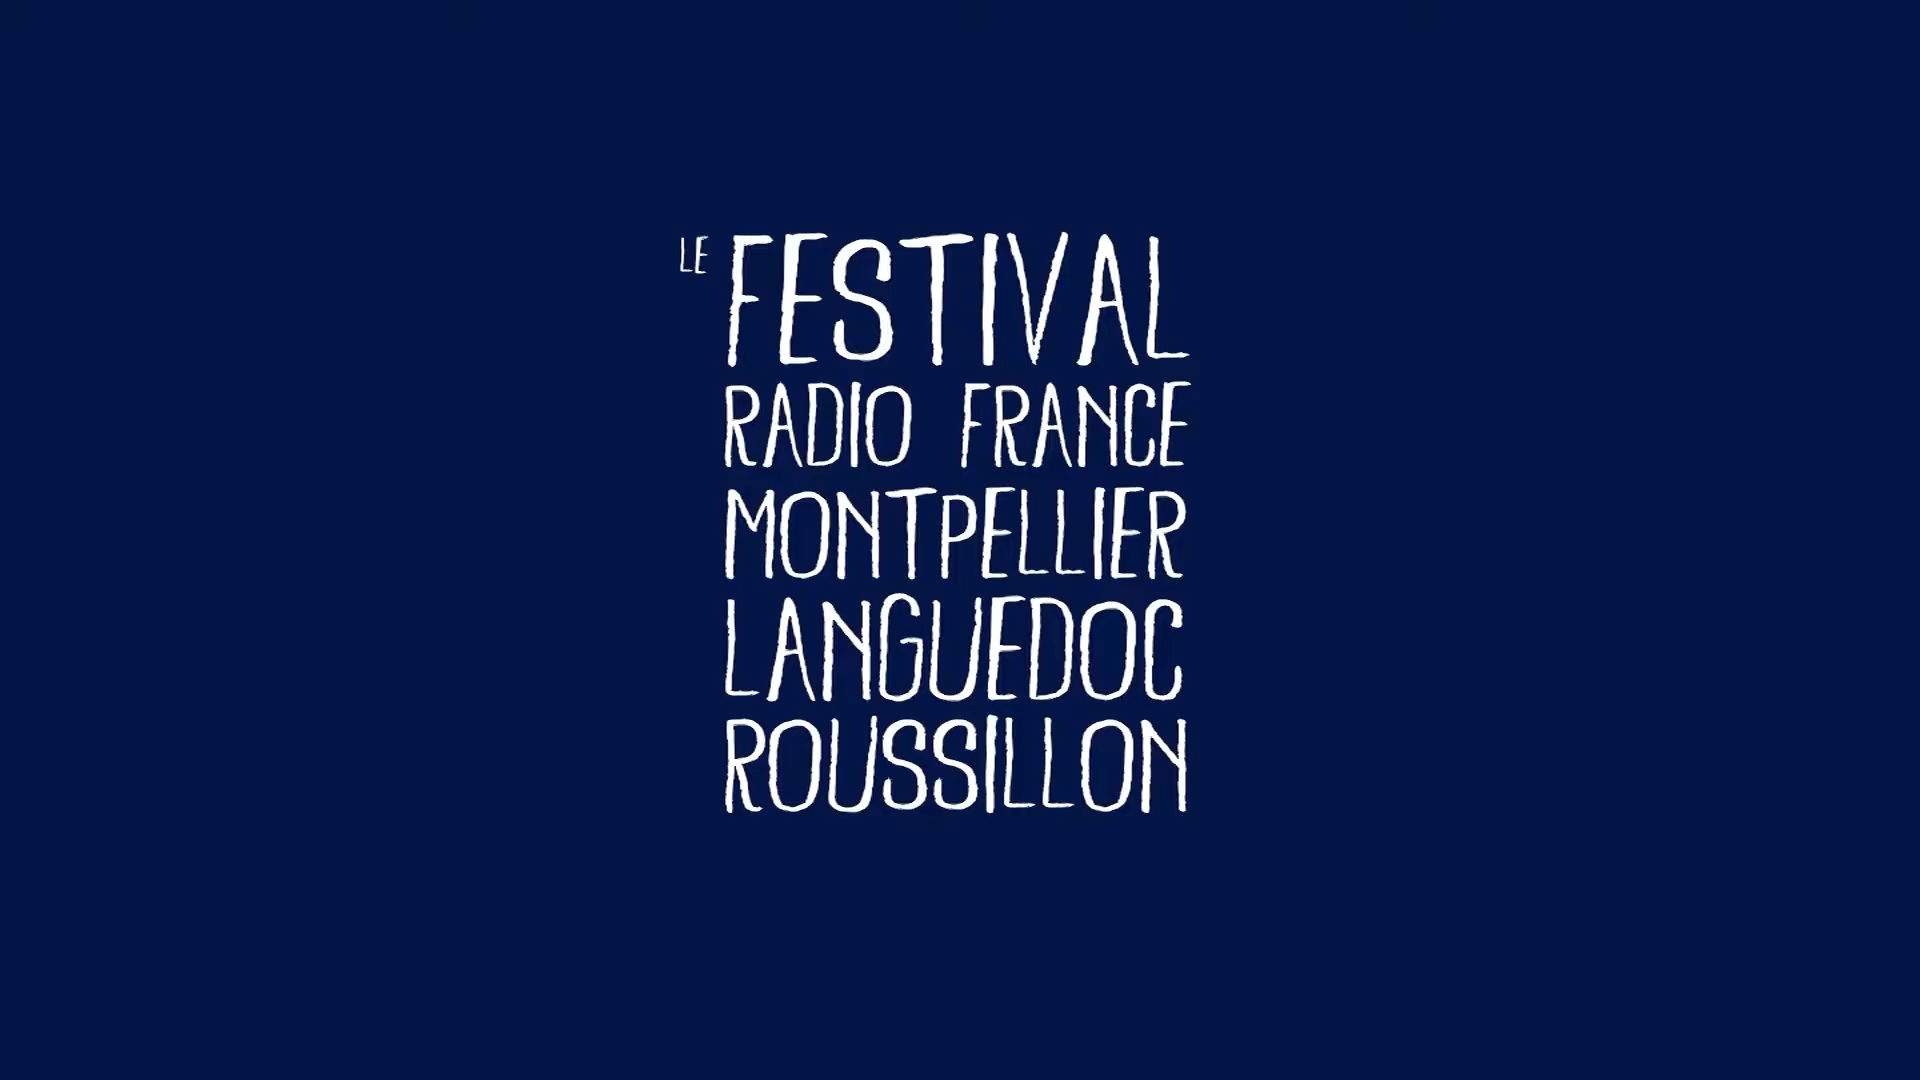 LE FESTIVAL
RADIO FRANCE
MONTPELLIER
LANGUEDOC
ROUSSILLON